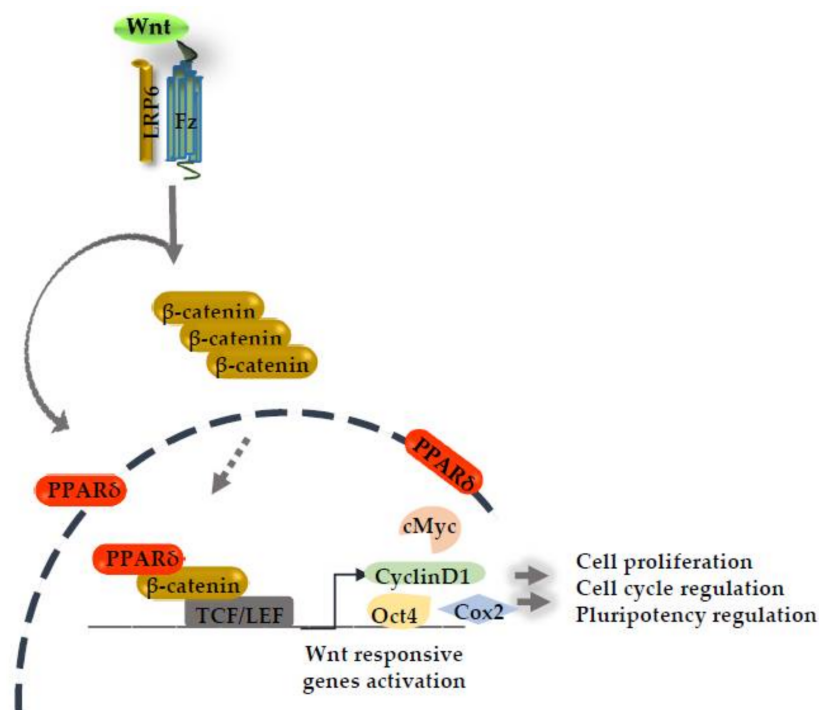 Wnt
LRP6
Fz
β-catenin
β-catenin
β-catenin
PPARδ
PPARδ
PPARδ
β-catenin
TCF/LEF
cMyc
CyclinD1
Oct4
Cox2
Cell proliferation
Cell cycle regulation
Pluripotency regulation
Wnt responsive
genes activation